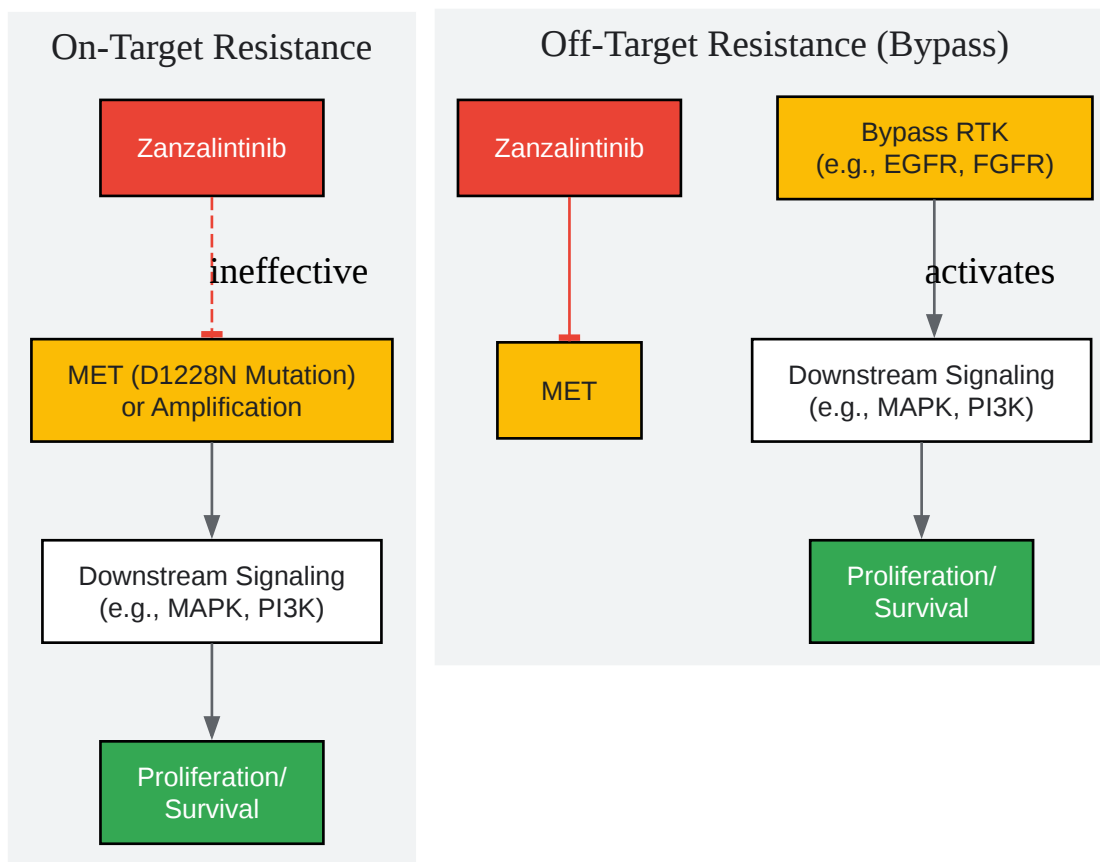 On-Target Resistance
Zanzalintinib
ineffective
MET (D1228N Mutation)
or Amplification
Downstream Signaling
(e.g., MAPK, PI3K)
Proliferation/
Survival
Off-Target Resistance (Bypass)
Zanzalintinib
MET
Bypass RTK
(e.g., EGFR, FGFR)
activates
Downstream Signaling
(e.g., MAPK, PI3K)
Proliferation/
Survival